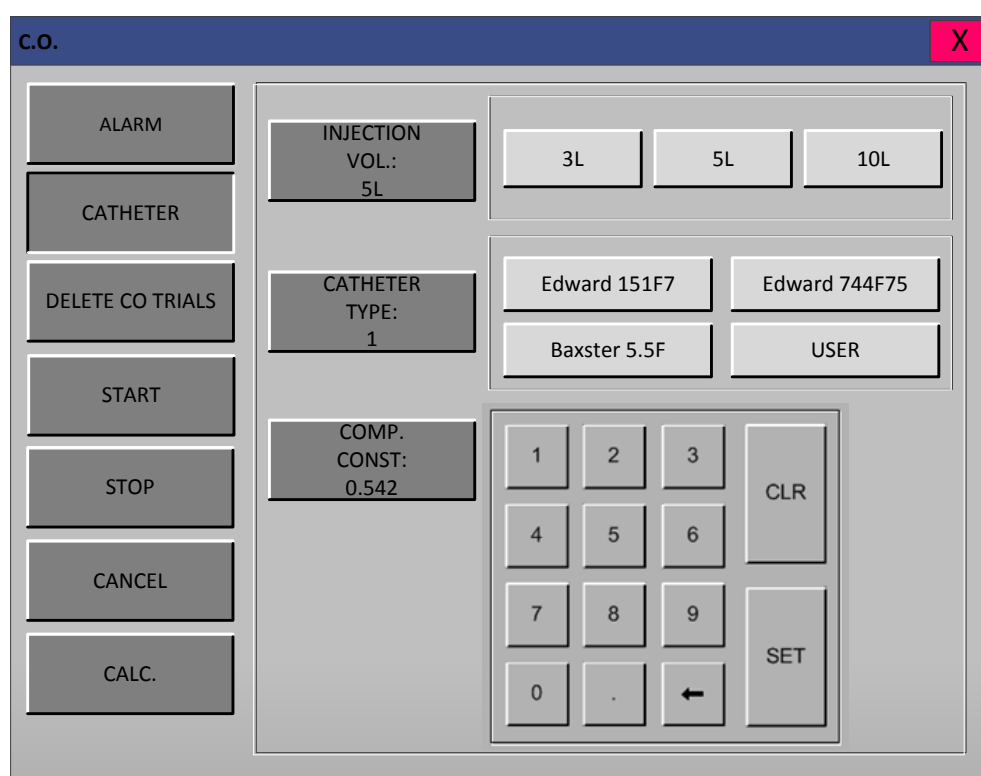 C.O.
X
ALARM
CATHETER
DELETE CO TRIALS
START
STOP
CANCEL
CALC.
INJECTION
VOL.:
5L
3L 5L 10L
CATHETER
TYPE:
1
Edward 151F7 Edward 744F75
Baxster 5.5F USER
COMP.
CONST:
0.542
1 2 3
CLR
4 5 6
7 8 9
SET
0 . ←